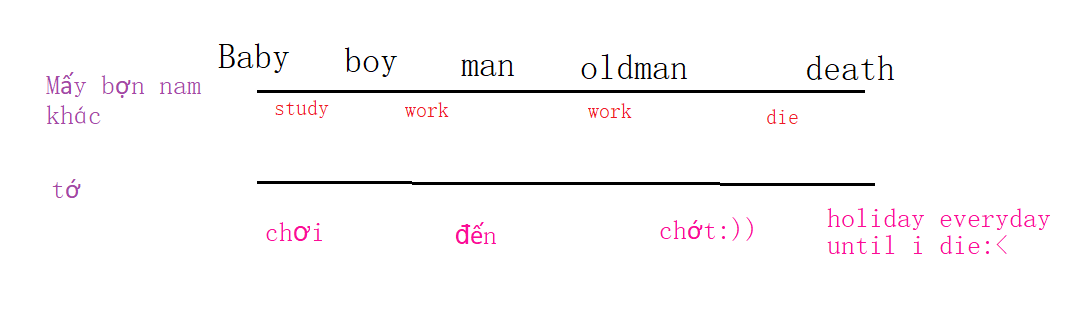 Baby boy man oldman death
Mấy bợn nam
khác
study work work die
tớ
chơi đến chớt:))
holiday everyday
until i die:<